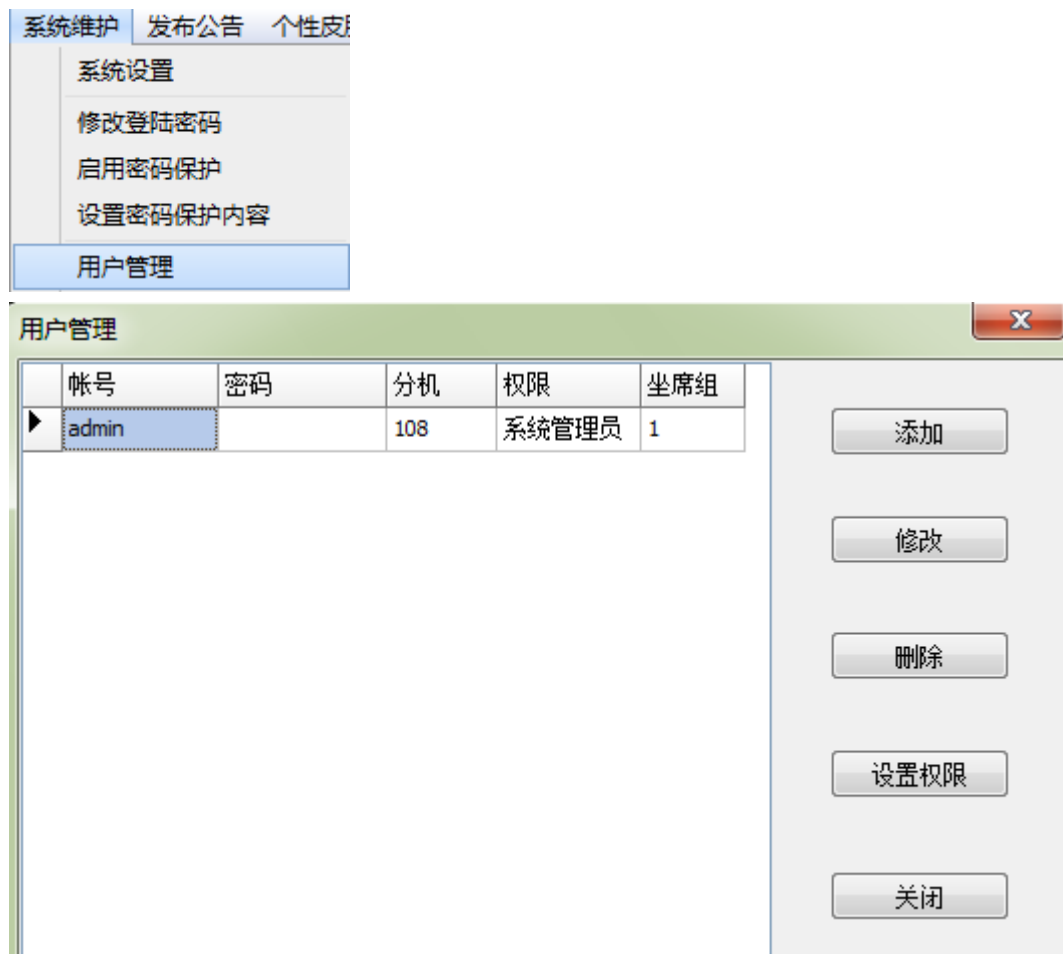 系统维护 发布公告 个性皮
系统设置
修改登陆密码
启用密码保护
设置密码保护内容
用户管理
用户管理
帐号 密码 分机 权限 坐席组
admin 108 系统管理员 1
添加
修改
删除
设置权限
关闭